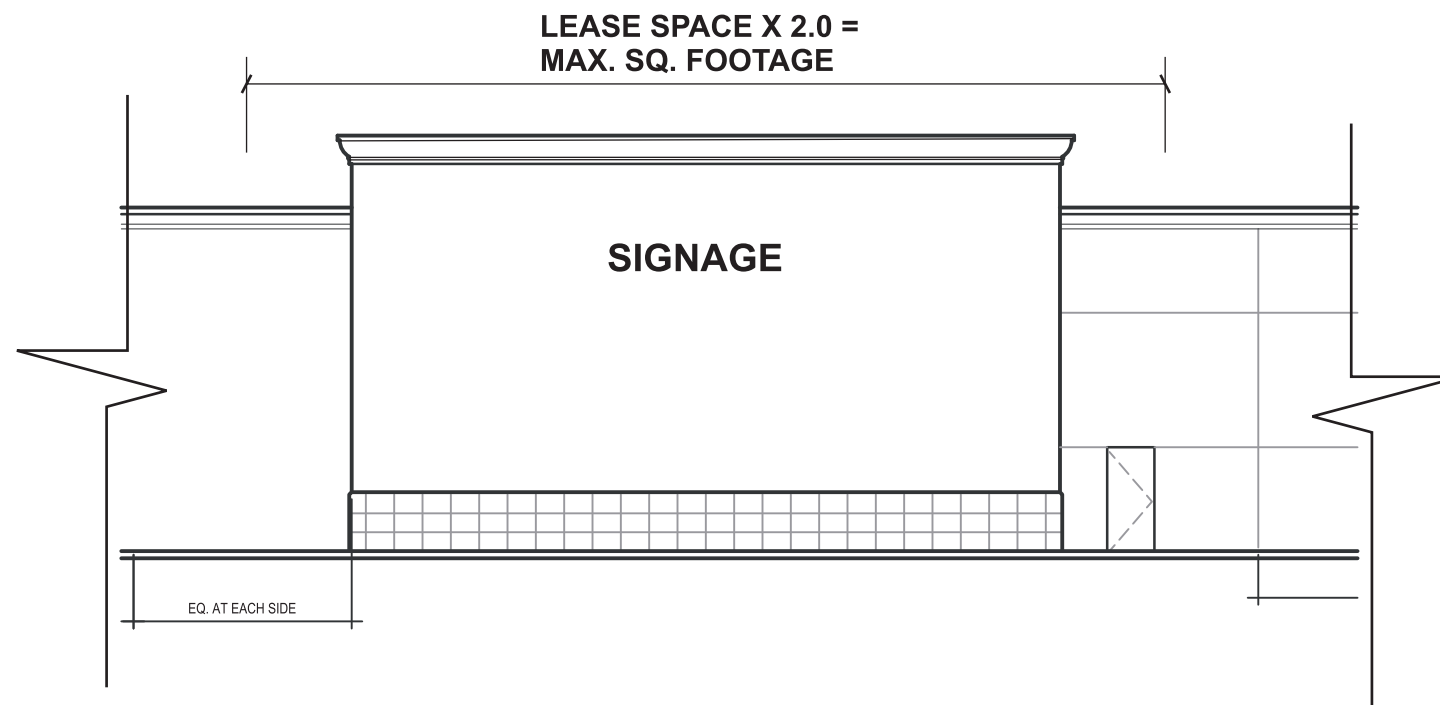 LEASE SPACE X 2.0 =
MAX. SQ. FOOTAGE
SIGNAGE
EQ. AT EACH SIDE